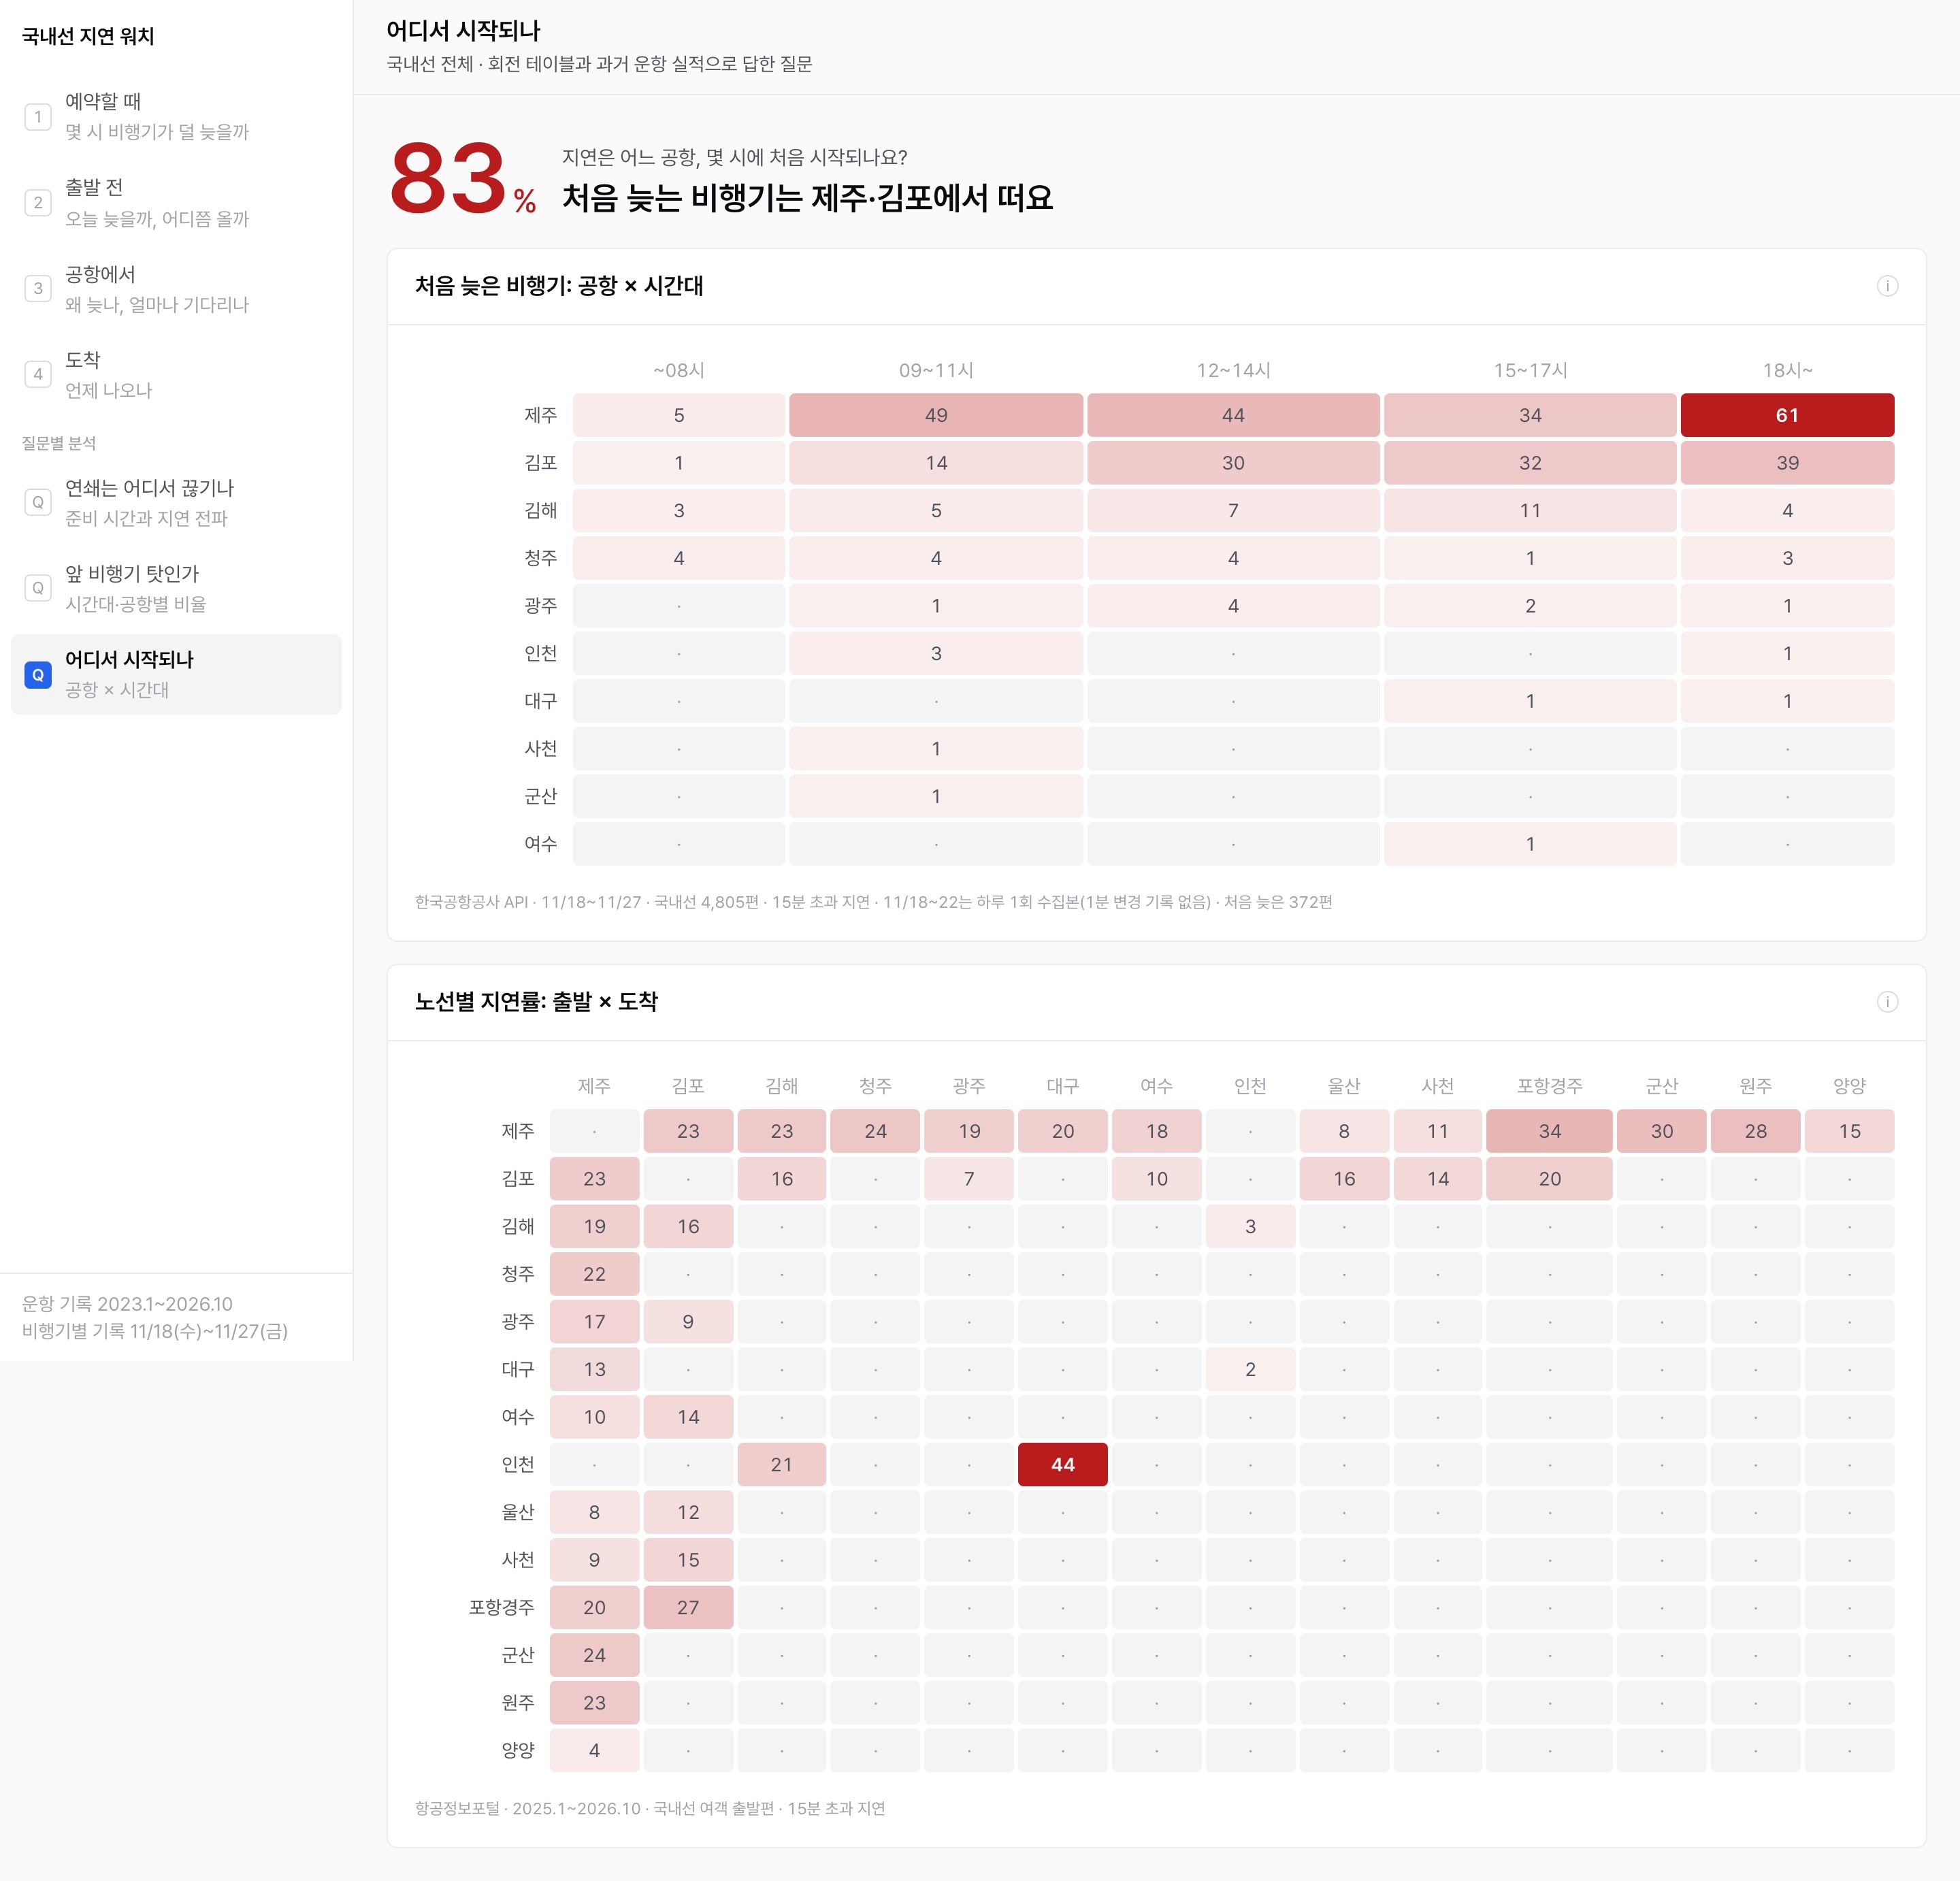 국내선 지연 워치
1 예약할 때
몇 시 비행기가 덜 늦을까
2 출발 전
오늘 늦을까, 어디쯤 올까
3 공항에서
왜 늦나, 얼마나 기다리나
4 도착
언제 나오나
질문별 분석
Q 연쇄는 어디서 끊기나
준비 시간과 지연 전파
Q 앞 비행기 탓인가
시간대·공항별 비율
Q 어디서 시작되나
공항 × 시간대
운항 기록 2023.1~2026.10
비행기별 기록 11/18(수)~11/27(금)
어디서 시작되나
국내선 전체 · 회전 테이블과 과거 운항 실적으로 답한 질문
83%
지연은 어느 공항, 몇 시에 처음 시작되나요?
처음 늦는 비행기는 제주·김포에서 떠요
처음 늦은 비행기: 공항 × 시간대
i
~08시 09~11시 12~14시 15~17시 18시~
제주 5 49 44 34 61
김포 1 14 30 32 39
김해 3 5 7 11 4
청주 4 4 4 1 3
광주 · 1 4 2 1
인천 · 3 · · 1
대구 · · · 1 1
사천 · 1 · · ·
군산 · 1 · · ·
여수 · · · 1 ·
한국공항공사 API · 11/18~11/27 · 국내선 4,805편 · 15분 초과 지연 · 11/18~22는 하루 1회 수집본(1분 변경 기록 없음) · 처음 늦은 372편
노선별 지연률: 출발 × 도착
i
제주 김포 김해 청주 광주 대구 여수 인천 울산 사천 포항경주 군산 원주 양양
제주 · 23 23 24 19 20 18 · 8 11 34 30 28 15
김포 23 · 16 · 7 · 10 · 16 14 20 · · ·
김해 19 16 · · · · · 3 · · · · · ·
청주 22 · · · · · · · · · · · · ·
광주 17 9 · · · · · · · · · · · ·
대구 13 · · · · · · 2 · · · · · ·
여수 10 14 · · · · · · · · · · · ·
인천 · · 21 · · 44 · · · · · · · ·
울산 8 12 · · · · · · · · · · · ·
사천 9 15 · · · · · · · · · · · ·
포항경주 20 27 · · · · · · · · · · · ·
군산 24 · · · · · · · · · · · · ·
원주 23 · · · · · · · · · · · · ·
양양 4 · · · · · · · · · · · · ·
항공정보포털 · 2025.1~2026.10 · 국내선 여객 출발편 · 15분 초과 지연